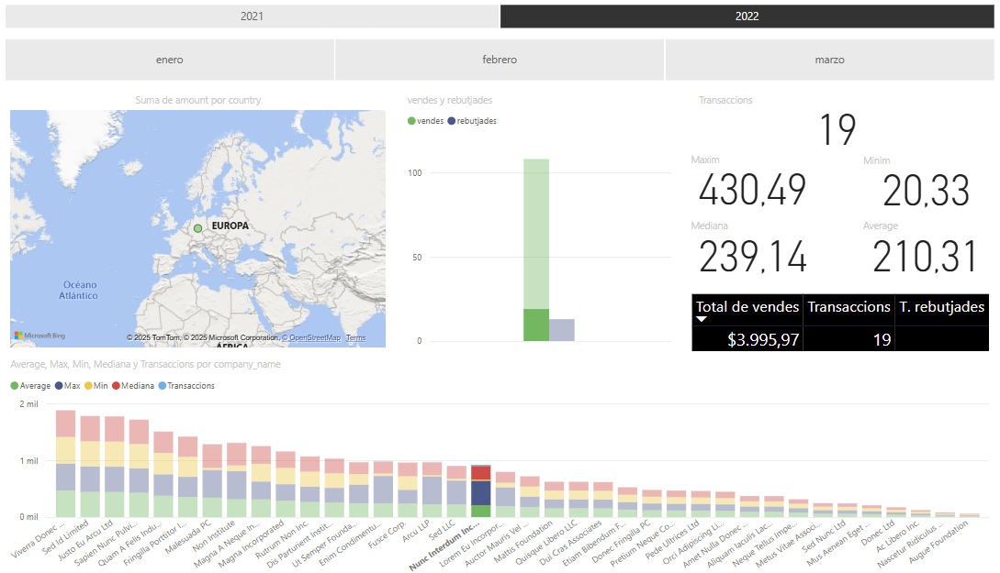 2021 2022
enero febrero marzo
Suma de amount por country
EUROPA
Océano
Atlántico
Microsoft Bing
© 2025 TomTom, © 2025 Microsoft Corporation, © OpenStreetMap Terms
ÁFRICA
vendes y rebutjades
vendes rebutjades
100
50
0
Transaccions
19
Maxim Minim
430,49 20,33
Mediana Average
239,14 210,31
Total de vendes Transaccions T. rebutjades
$3.995,97 19
Average, Max, Min, Mediana y Transaccions por company_name
Average Max Min Mediana Transaccions
2 mil
1 mil
0 mil
Viverra Donec ...
Sed Id Limited
Justo Eu Arcu Ltd
Sapien Nunc Pulvi...
Quam A Felis Indu...
Fringilla Porttitor I...
Malesuada PC
Non Institute
Magna A Neque In...
Magna Incorporated
Rutrum Non Inc.
Dis Parturient Instit...
Ut Semper Founda...
Enim Condimentu...
Fusce Corp.
Arcu LLP
Sed LLC
Nunc Interdum Inc...
Lorem Eu Incorpor...
Auctor Mauris Vel ...
Mattis Foundation
Quisque Libero LLC
Dui Cras Associates
Etiam Bibendum F...
Donec Fringilla PC
Pretium Neque Co...
Pede Ultrices Ltd
Orci Adipiscing Li...
Amet Nulla Donec ...
Aliquam Iaculis Lac...
Neque Tellus Impe...
Metus Vitae Assoc...
Sed Nunc Ltd
Mus Aenean Eget ...
Donec Ltd
Ac Libero Inc.
Nascetur Ridiculus ...
Augue Foundation